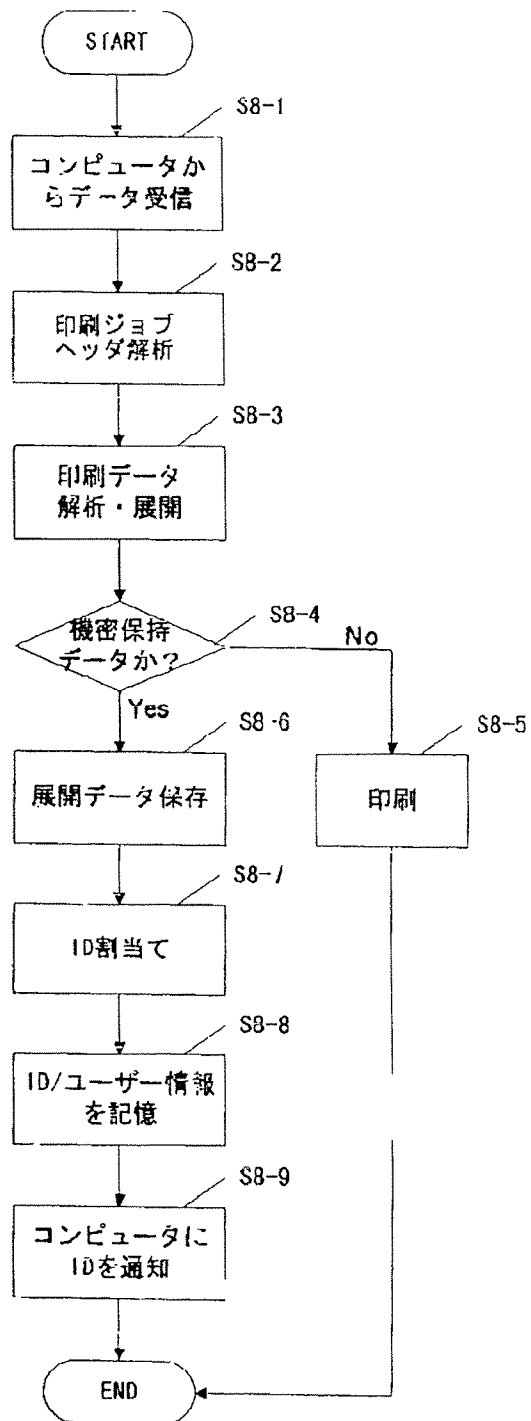 START
S8-1
コンピュータか
らデータ受信
S8-2
印刷ジョブ
ヘッダ解析
S8-3
印刷データ
解析・展開
S8-4
機密保持
データか?
No
Yes
S8-6
展開データ保存
S8-5
印刷
S8-7
ID割当て
S8-8
ID/ユーザー情報
を記憶
S8-9
コンピュータに
IDを通知
END